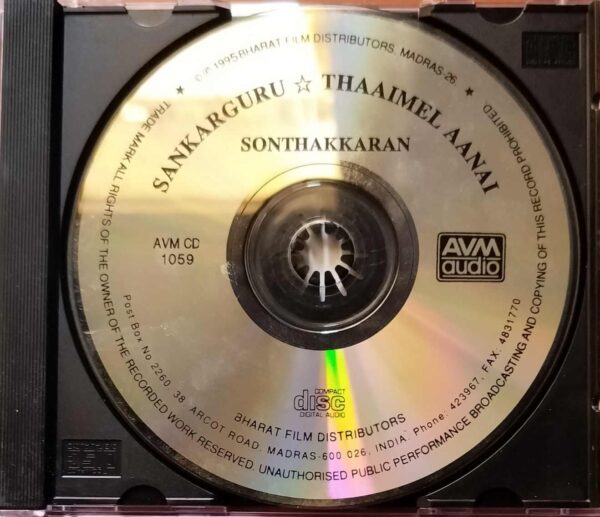 ℗ © 1995 BHARAT FILM DISTRIBUTORS, MADRAS-26
SANKARGURU ☆ THAAIMEL AANAI
SONTHAKKARAN
AVM CD
1059
AVM
audio
COMPACT
disc
DIGITAL AUDIO
BHARAT FILM DISTRIBUTORS
Post Box No 2260, 38, ARCOT ROAD, MADRAS-600 026, INDIA. Phone: 423967, FAX: 4831770
★ TRADE MARK ALL RIGHTS OF THE OWNER OF THE RECORDED WORK RESERVED. UNAUTHORISED PUBLIC PERFORMANCE BROADCASTING AND COPYING OF THIS RECORD PROHIBITED. ★